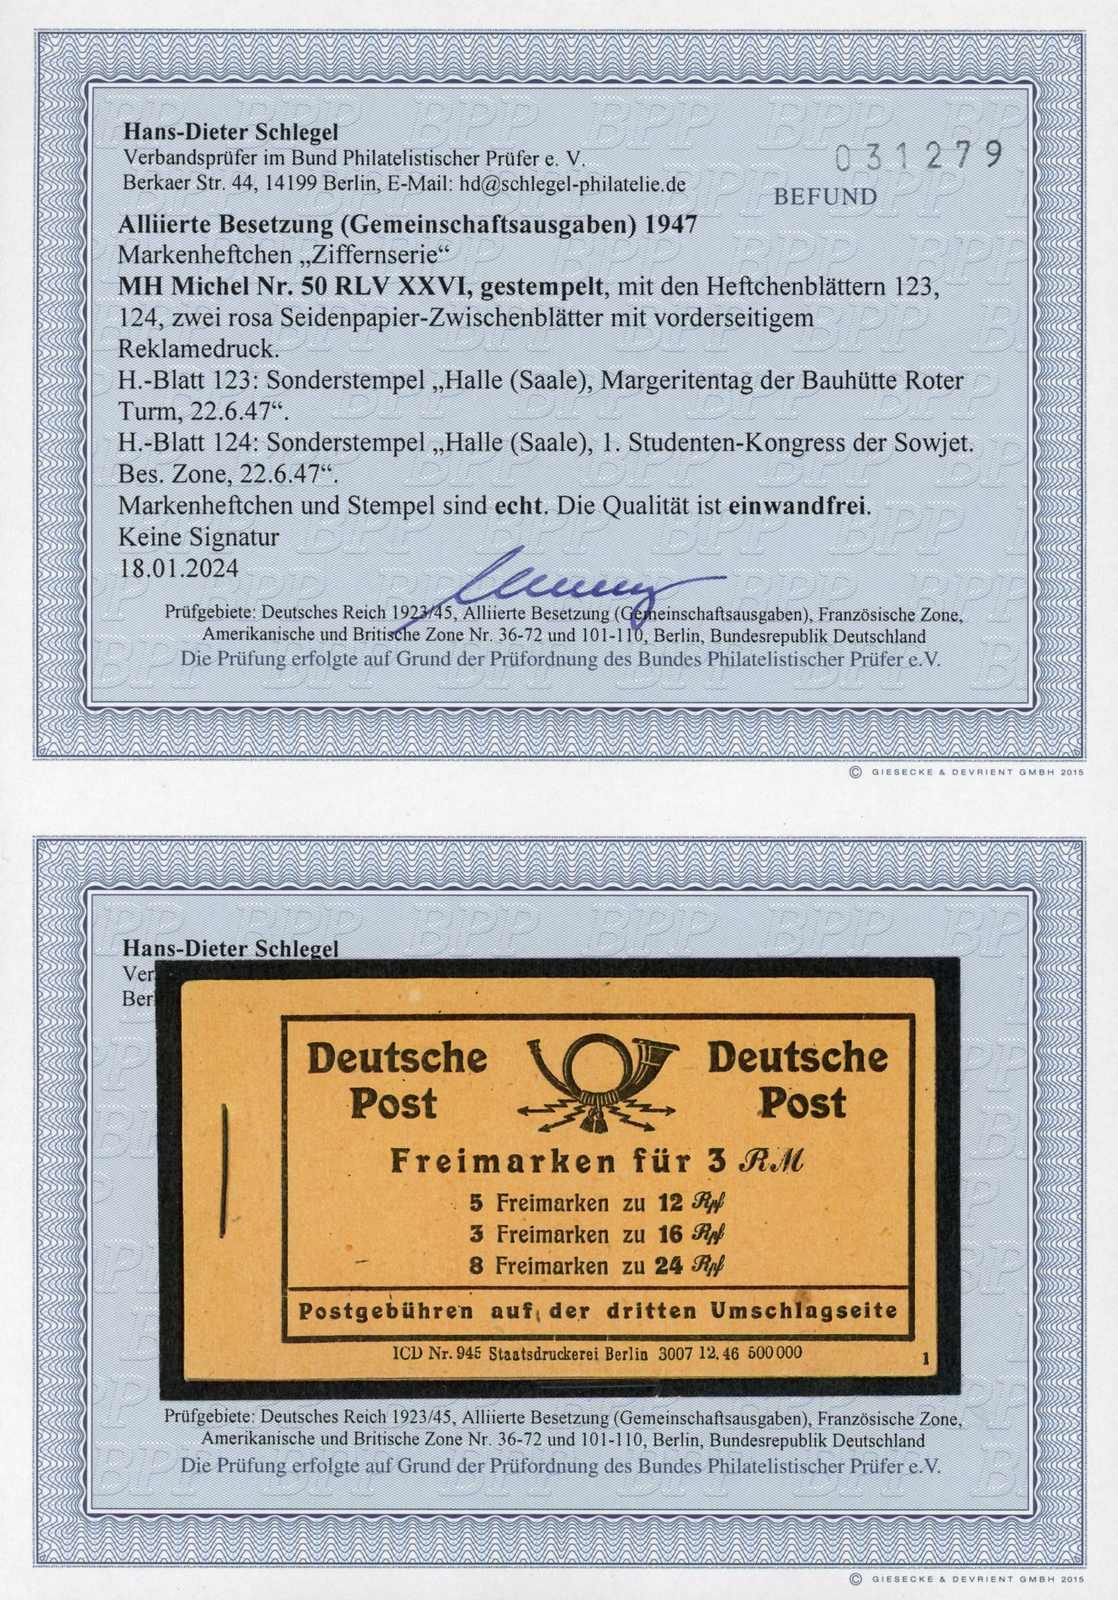 Hans-Dieter Schlegel
Verbandsprüfer im Bund Philatelistischer Prüfer e. V.
Berkaer Str. 44, 14199 Berlin, E-Mail: hd@schlegel-philatelie.de
031279
BEFUND
Alliierte Besetzung (Gemeinschaftsausgaben) 1947
Markenheftchen „Ziffernserie“
MH Michel Nr. 50 RLV XXVI, gestempelt, mit den Heftchenblättern 123,
124, zwei rosa Seidenpapier-Zwischenblätter mit vorderseitigem
Reklamedruck.
H.-Blatt 123: Sonderstempel „Halle (Saale), Margeritentag der Bauhütte Roter
Turm, 22.6.47“.
H.-Blatt 124: Sonderstempel „Halle (Saale), 1. Studenten-Kongress der Sowjet.
Bes. Zone, 22.6.47“.
Markenheftchen und Stempel sind echt. Die Qualität ist einwandfrei.
Keine Signatur
18.01.2024
Prüfgebiete: Deutsches Reich 1923/45, Alliierte Besetzung (Gemeinschaftsausgaben), Französische Zone,
Amerikanische und Britische Zone Nr. 36-72 und 101-110, Berlin, Bundesrepublik Deutschland
Die Prüfung erfolgte auf Grund der Prüfordnung des Bundes Philatelistischer Prüfer e.V.
© GIESECKE & DEVRIENT GMBH 2015
Hans-Dieter Schlegel
Ver
Ber
Deutsche Post
Deutsche Post
Freimarken für 3 RM
5 Freimarken zu 12 Rpf
3 Freimarken zu 16 Rpf
8 Freimarken zu 24 Rpf
Postgebühren auf der dritten Umschlagseite
ICD Nr. 945 Staatsdruckerei Berlin 3007 12.46 500 000
1
Prüfgebiete: Deutsches Reich 1923/45, Alliierte Besetzung (Gemeinschaftsausgaben), Französische Zone,
Amerikanische und Britische Zone Nr. 36-72 und 101-110, Berlin, Bundesrepublik Deutschland
Die Prüfung erfolgte auf Grund der Prüfordnung des Bundes Philatelistischer Prüfer e.V.
© GIESECKE & DEVRIENT GMBH 2015